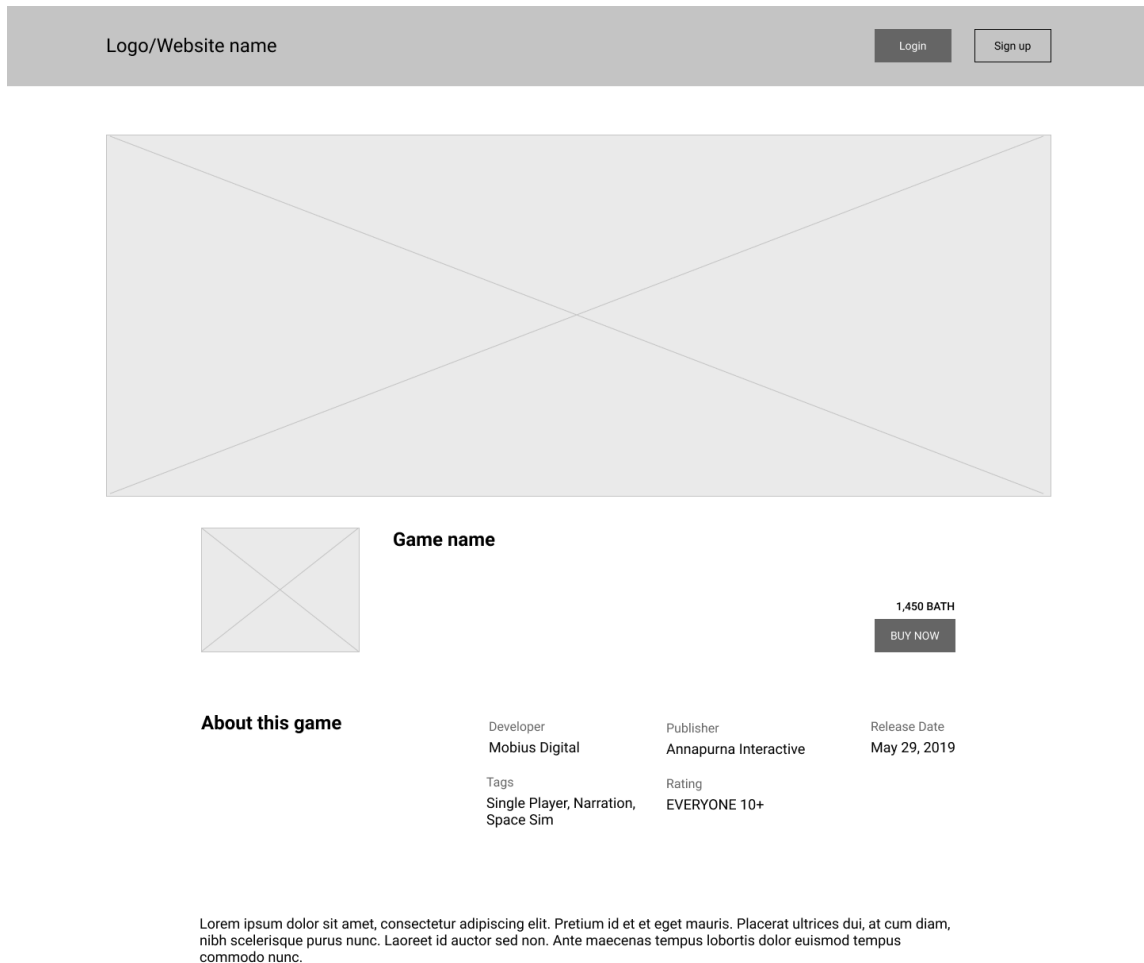 Logo/Website name
Login
Sign up
Game name
1,450 BATH
BUY NOW
About this game
Developer
Mobius Digital
Publisher
Annapurna Interactive
Release Date
May 29, 2019
Tags
Single Player, Narration,
Space Sim
Rating
EVERYONE 10+
Lorem ipsum dolor sit amet, consectetur adipiscing elit. Pretium id et et eget mauris. Placerat ultrices dui, at cum diam,
nibh scelerisque purus nunc. Laoreet id auctor sed non. Ante maecenas tempus lobortis dolor euismod tempus
commodo nunc.